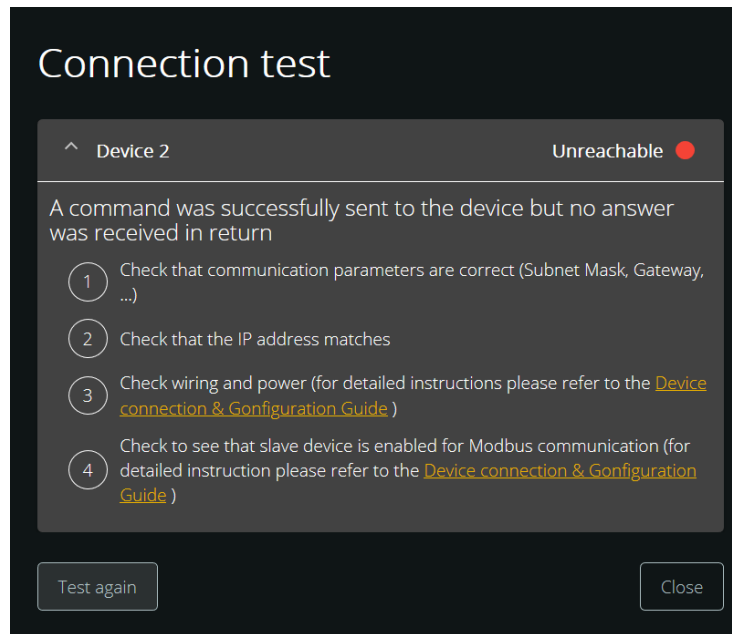 Connection test
Device 2
Unreachable
A command was successfully sent to the device but no answer
was received in return
1
Check that communication parameters are correct (Subnet Mask, Gateway,
...)
2
Check that the IP address matches
3
Check wiring and power (for detailed instructions please refer to the Device
connection & Gonfiguration Guide )
4
Check to see that slave device is enabled for Modbus communication (for
detailed instruction please refer to the Device connection & Gonfiguration
Guide )
Test again
Close